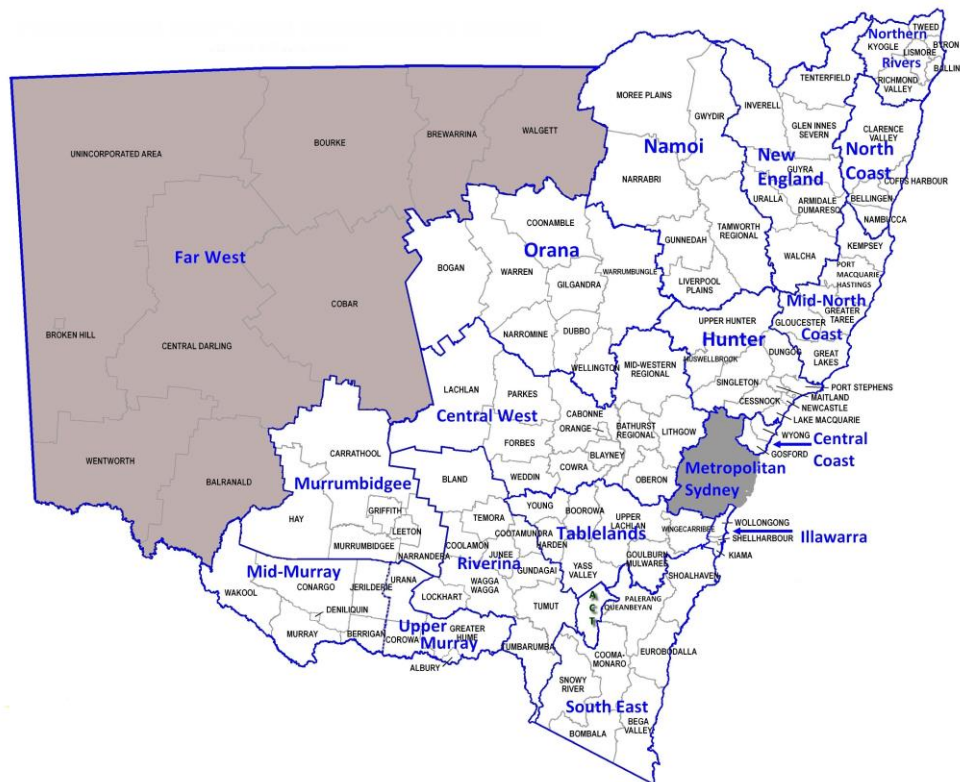 TWEED
Northern
KYOGLE
LISMORE
BYRON
Rivers
BALLINA
RICHMOND
VALLEY
TENTERFIELD
MOREE PLAINS
INVERELL
GWYDIR
BOURKE
BREWARRINA
WALGETT
GLEN INNES
SEVERN
CLARENCE
VALLEY
UNINCORPORATED AREA
Namoi
New
England
North
Coast
GUYRA
NARRABRI
COFFS HARBOUR
URALLA
ARMIDALE
DUMARESQ
BELLINGEN
NAMBUCCA
COONAMBLE
TAMWORTH
REGIONAL
Orana
GUNNEDAH
KEMPSEY
Far West
BOGAN
WARREN
WARRUMBUNGLE
WALCHA
PORT
MACQUARIE
HASTINGS
GILGANDRA
LIVERPOOL
PLAINS
COBAR
Mid-North
Coast
GREATER
TAREE
UPPER HUNTER
GLOUCESTER
BROKEN HILL
CENTRAL DARLING
NARROMINE
DUBBO
Hunter
DUNGOG
GREAT
LAKES
WELLINGTON
MID-WESTERN
REGIONAL
MUSWELLBROOK
SINGLETON
PORT STEPHENS
MAITLAND
LACHLAN
PARKES
CESSNOCK
NEWCASTLE
Central West
CABONNE
LAKE MACQUARIE
ORANGE
BATHURST
REGIONAL
LITHGOW
WYONG
Central
Coast
FORBES
BLAYNEY
GOSFORD
CARRATHOOL
WENTWORTH
COWRA
Metropolitan
Sydney
BALRANALD
Murrumbidgee
BLAND
WEDDIN
OBERON
YOUNG
BOOROWA
GRIFFITH
HAY
TEMORA
UPPER
LACHLAN
WOLLONGONG
LEETON
COOTAMUNDRA
Tablelands
WINGECARRIBEE
Illawarra
SHELLHARBOUR
MURRUMBIDGEE
COOLAMON
HARDEN
NARRANDERA
JUNEE
KIAMA
Riverina
GOULBURN
MULWAREE
Mid-Murray
GUNDAGAI
YASS
VALLEY
SHOALHAVEN
URANA
WAGGA
WAGGA
CONARGO
JERILDERIE
WAKOOL
LOCKHART
PALERANG
A
C
T
QUEANBEYAN
TUMUT
DENILIQUIN
Upper
Murray
GREATER
HUME
MURRAY
BERRIGAN
COROWA
TUMBARUMBA
EUROBODALLA
ALBURY
COOMA-
MONARO
SNOWY
RIVER
South East
BEGA
VALLEY
BOMBALA